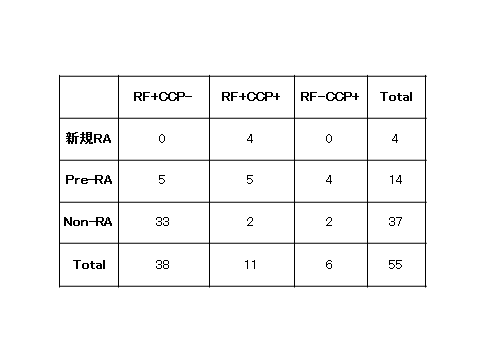 RF+CCP- RF+CCP+ RF-CCP+ Total
新規RA 0 4 0 4
Pre-RA 5 5 4 14
Non-RA 33 2 2 37
Total 38 11 6 55